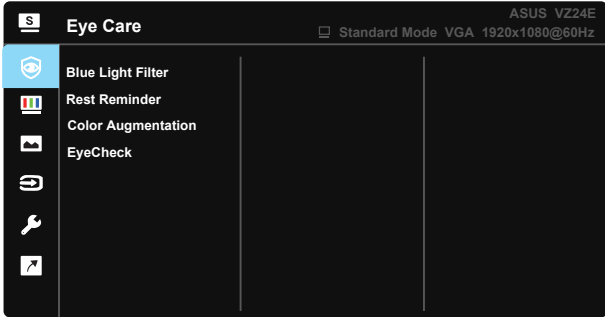 S
Eye Care
ASUS VZ24E
Standard Mode VGA 1920x1080@60Hz
Blue Light Filter
Rest Reminder
Color Augmentation
EyeCheck